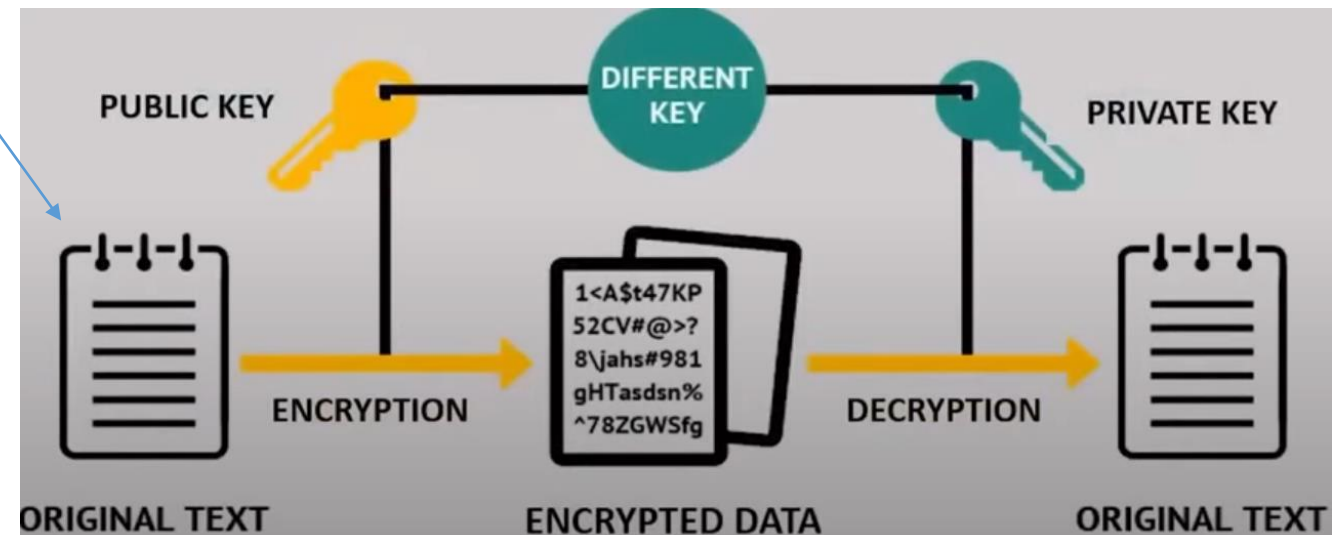 DIFFERENT
KEY
PUBLIC KEY
PRIVATE KEY
1<A$t47KP
52CV#@>?
8\jahs#981
gHTasdsn%
^78ZGWSfg
ENCRYPTION
DECRYPTION
ORIGINAL TEXT
ENCRYPTED DATA
ORIGINAL TEXT